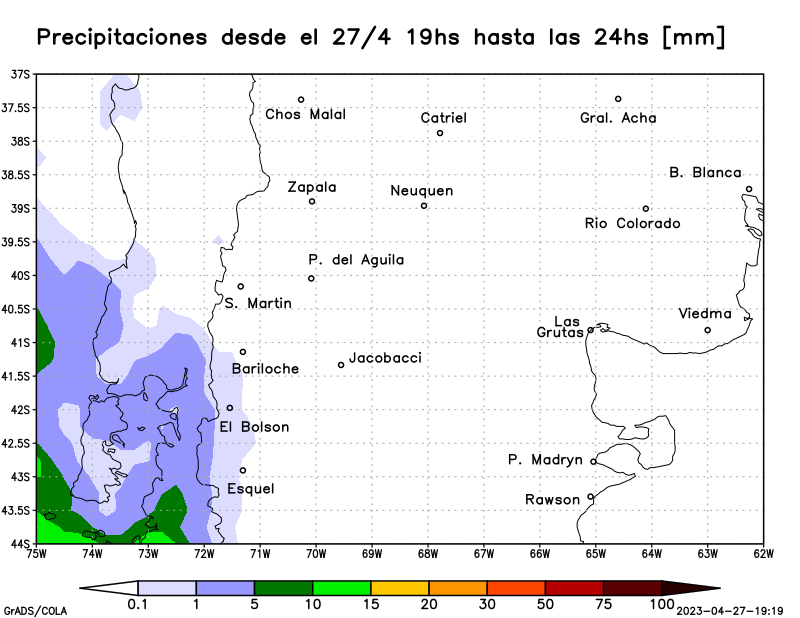 Precipitaciones desde el 27/4 19hs hasta las 24hs [mm]
37S
37.5S
38S
38.5S
39S
39.5S
40S
40.5S
41S
41.5S
42S
42.5S
43S
43.5S
44S
Chos Malal
Catriel
Gral. Acha
B. Blanca
Zapala
Neuquen
Rio Colorado
P. del Aguila
S. Martin
Las
Grutas
Viedma
Bariloche
Jacobacci
El Bolson
Esquel
P. Madryn
Rawson
75W 74W 73W 72W 71W 70W 69W 68W 67W 66W 65W 64W 63W 62W
0.1 1 5 10 15 20 30 50 75 100
GrADS/COLA
2023-04-27-19:19